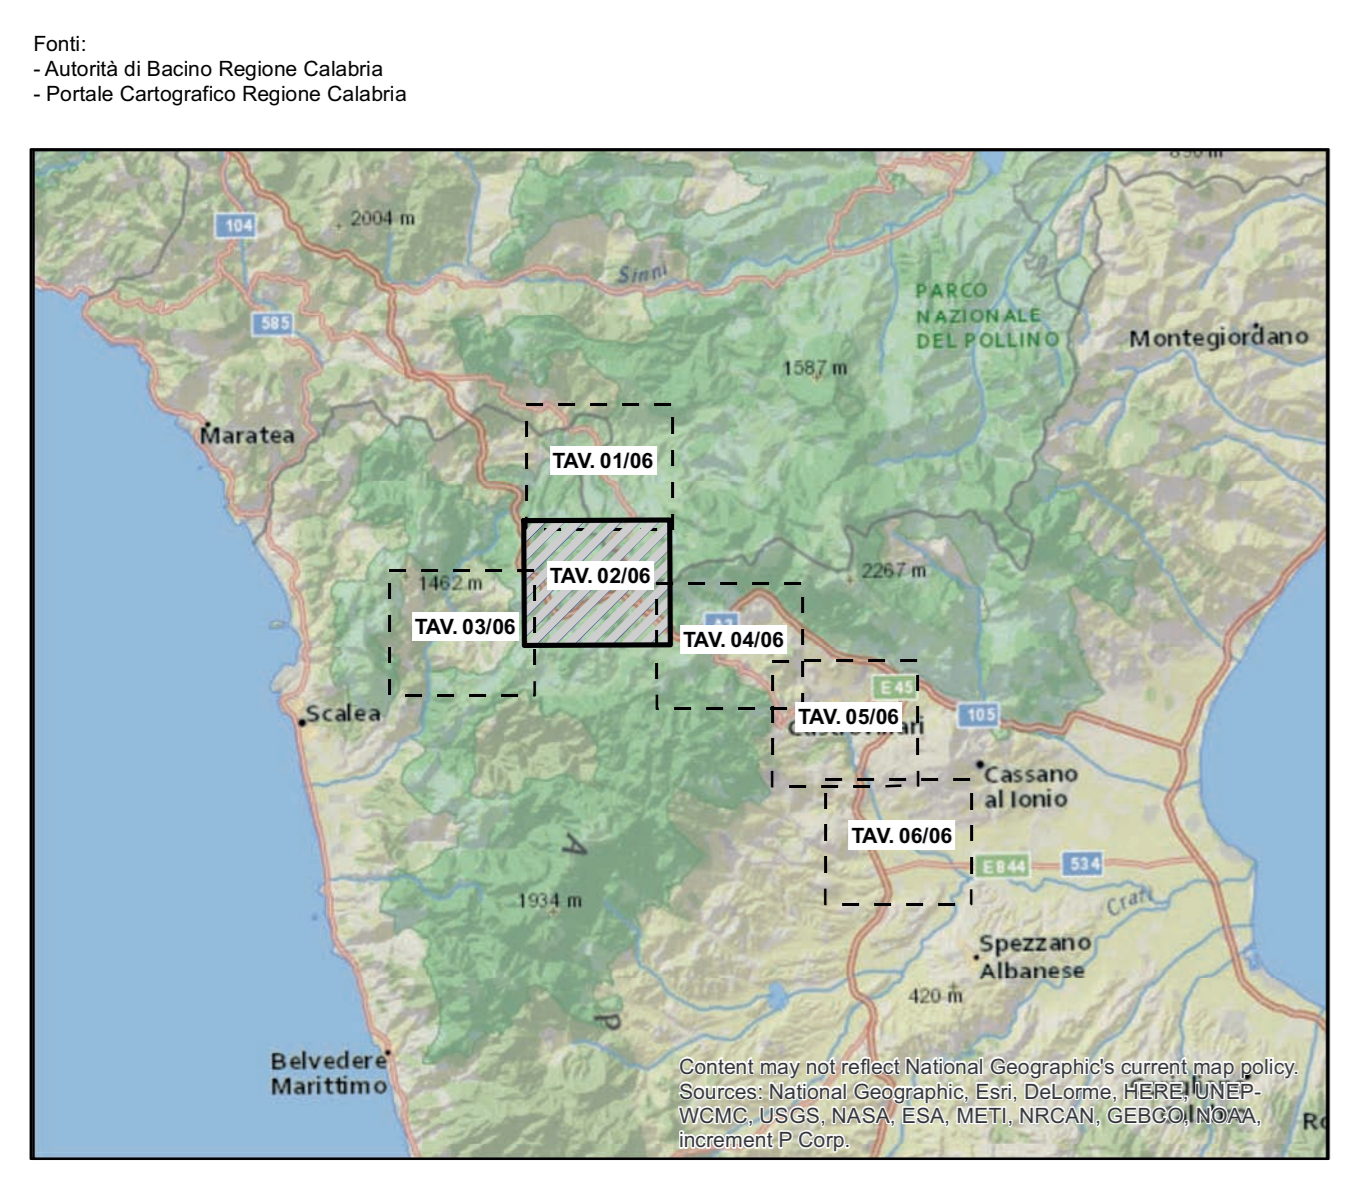 Fonti:
- Autorità di Bacino Regione Calabria
- Portale Cartografico Regione Calabria
104
2004 m
Sinni
585
PARCO
NAZIONALE
DEL POLLINO
Montegiordano
1587 m
Maratea
TAV. 01/06
1462 m
TAV. 02/06
2267 m
TAV. 03/06
TAV. 04/06
E 45
Scalea
TAV. 05/06
105
Cassano
al Ionio
TAV. 06/06
A
E 844
534
1934 m
Crati
Spezzano
Albanese
420 m
P
Belvedere
Marittimo
Content may not reflect National Geographic's current map policy.
Sources: National Geographic, Esri, DeLorme, HERE, UNEP-
WCMC, USGS, NASA, ESA, METI, NRCAN, GEBCO, NOAA,
increment P Corp.